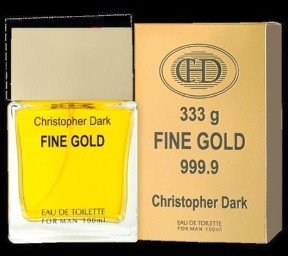 Christopher Dark
FINE GOLD
EAU DE TOILETTE
FOR MAN 100ml
CD
333 g
FINE GOLD
999.9
Christopher Dark
EAU DE TOILETTE
FOR MAN 100ml